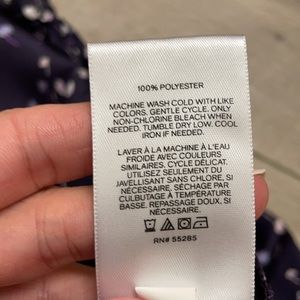 100% POLYESTER
MACHINE WASH COLD WITH LIKE
COLORS. GENTLE CYCLE. ONLY
NON-CHLORINE BLEACH WHEN
NEEDED. TUMBLE DRY LOW. COOL
IRON IF NEEDED.
LAVER À LA MACHINE À L'EAU
FROIDE AVEC COULEURS
SIMILAIRES. CYCLE DÉLICAT.
UTILISEZ SEULEMENT DU
JAVELLISANT SANS CHLORE, SI
NÉCESSAIRE. SÉCHAGE PAR
CULBUTAGE À TEMPÉRATURE
BASSE. REPASSAGE DOUX, SI
NÉCESSAIRE.
RN# 55285